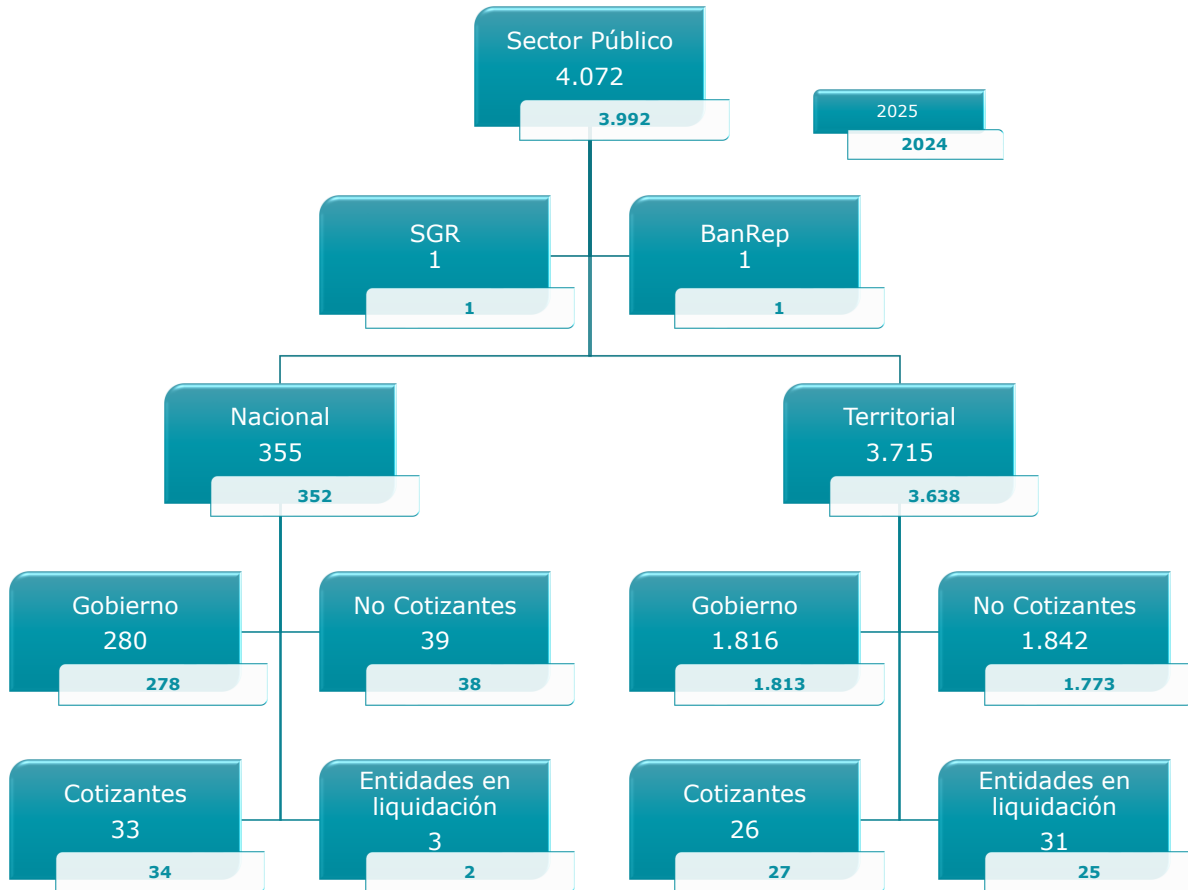 Sector Público
4.072
3.992
2025
2024
SGR
1
1
BanRep
1
1
Nacional
355
352
Territorial
3.715
3.638
Gobierno
280
278
No Cotizantes
39
38
Gobierno
1.816
1.813
No Cotizantes
1.842
1.773
Cotizantes
33
34
Entidades en
liquidación
3
2
Cotizantes
26
27
Entidades en
liquidación
31
25